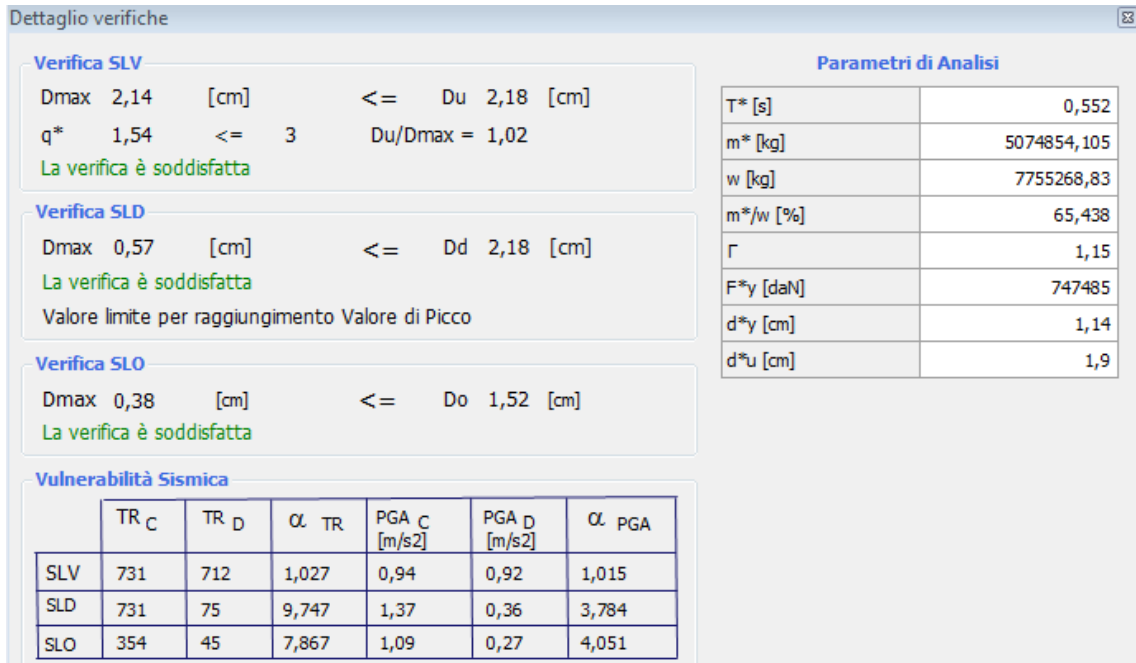 Dettaglio verifiche
Verifica SLV
Dmax 2,14 [cm] <= Du 2,18 [cm]
q* 1,54 <= 3 Du/Dmax = 1,02
La verifica è soddisfatta
Verifica SLD
Dmax 0,57 [cm] <= Dd 2,18 [cm]
La verifica è soddisfatta
Valore limite per raggiungimento Valore di Picco
Verifica SLO
Dmax 0,38 [cm] <= Do 1,52 [cm]
La verifica è soddisfatta
Vulnerabilità Sismica
TR C TR D α TR PGA C [m/s2] PGA D [m/s2] α PGA
SLV 731 712 1,027 0,94 0,92 1,015
SLD 731 75 9,747 1,37 0,36 3,784
SLO 354 45 7,867 1,09 0,27 4,051
Parametri di Analisi
T* [s] 0,552
m* [kg] 5074854,105
w [kg] 7755268,83
m*/w [%] 65,438
Γ 1,15
F*y [daN] 747485
d*y [cm] 1,14
d*u [cm] 1,9